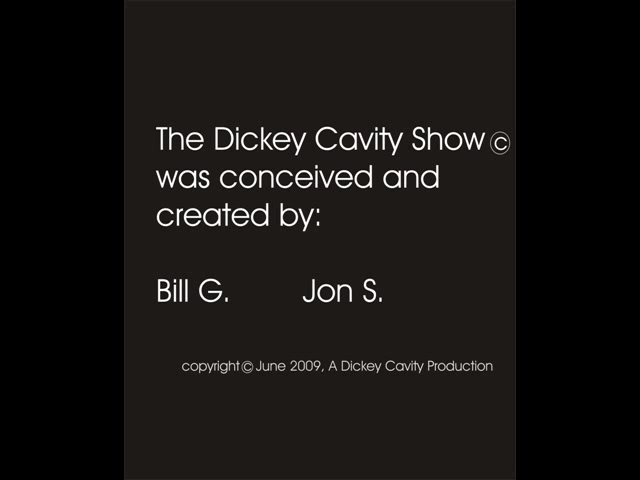 The Dickey Cavity Show ©
was conceived and
created by:
Bill G. Jon S.
copyright © June 2009, A Dickey Cavity Production